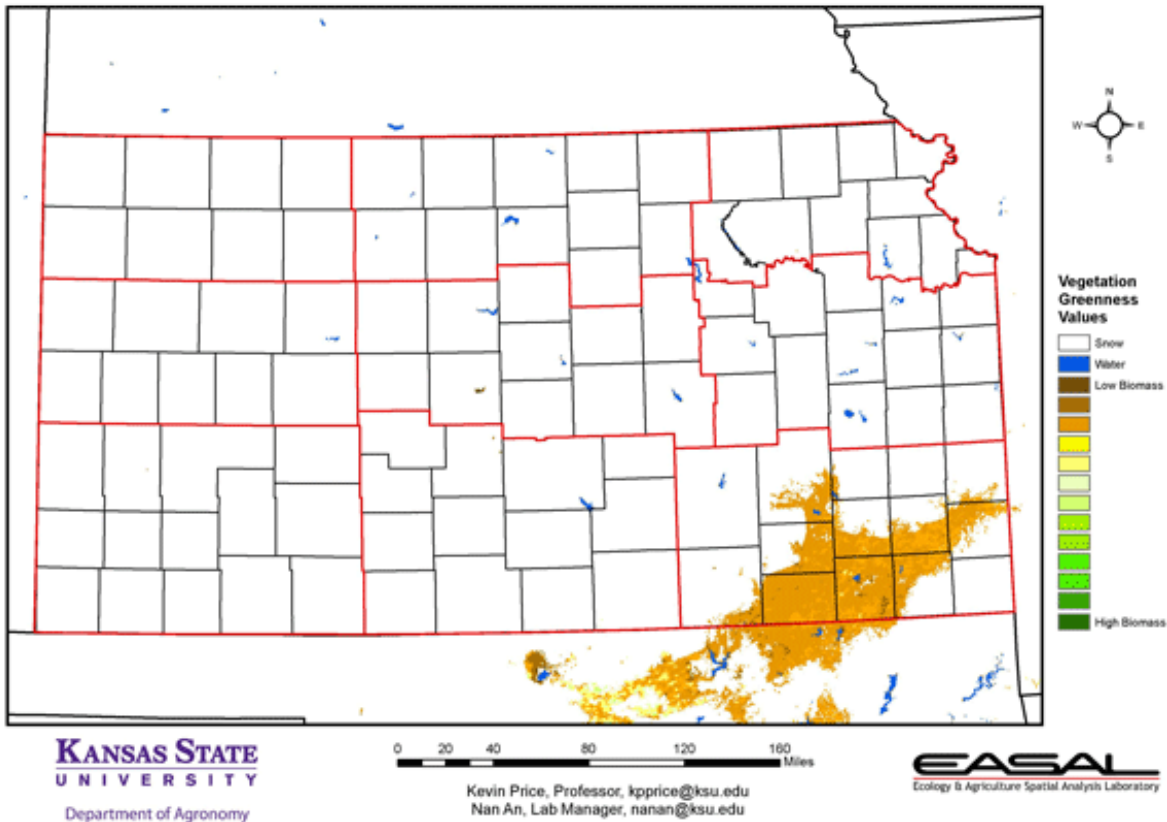 N
W
E
S
Vegetation
Greenness
Values
Snow
Water
Low Biomass
High Biomass
KANSAS STATE
UNIVERSITY
Department of Agronomy
0 20 40 80 120 160
Miles
Kevin Price, Professor, kpprice@ksu.edu
Nan An, Lab Manager, nanan@ksu.edu
EASAL
Ecology & Agriculture Spatial Analysis Laboratory